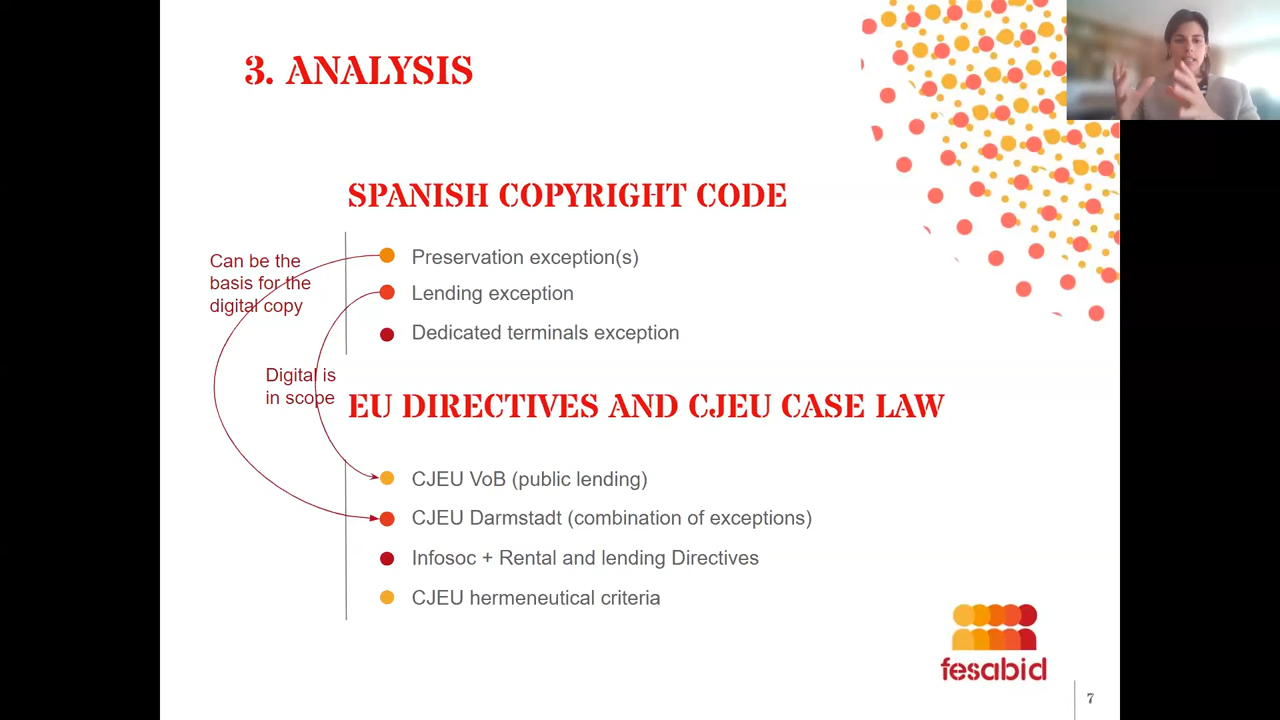 3. ANALYSIS
SPANISH COPYRIGHT CODE
Can be the
basis for the
digital copy
Preservation exception(s)
Lending exception
Dedicated terminals exception
Digital is
in scope
EU DIRECTIVES AND CJEU CASE LAW
CJEU VoB (public lending)
CJEU Darmstadt (combination of exceptions)
Infosoc + Rental and lending Directives
CJEU hermeneutical criteria
fesabid
7